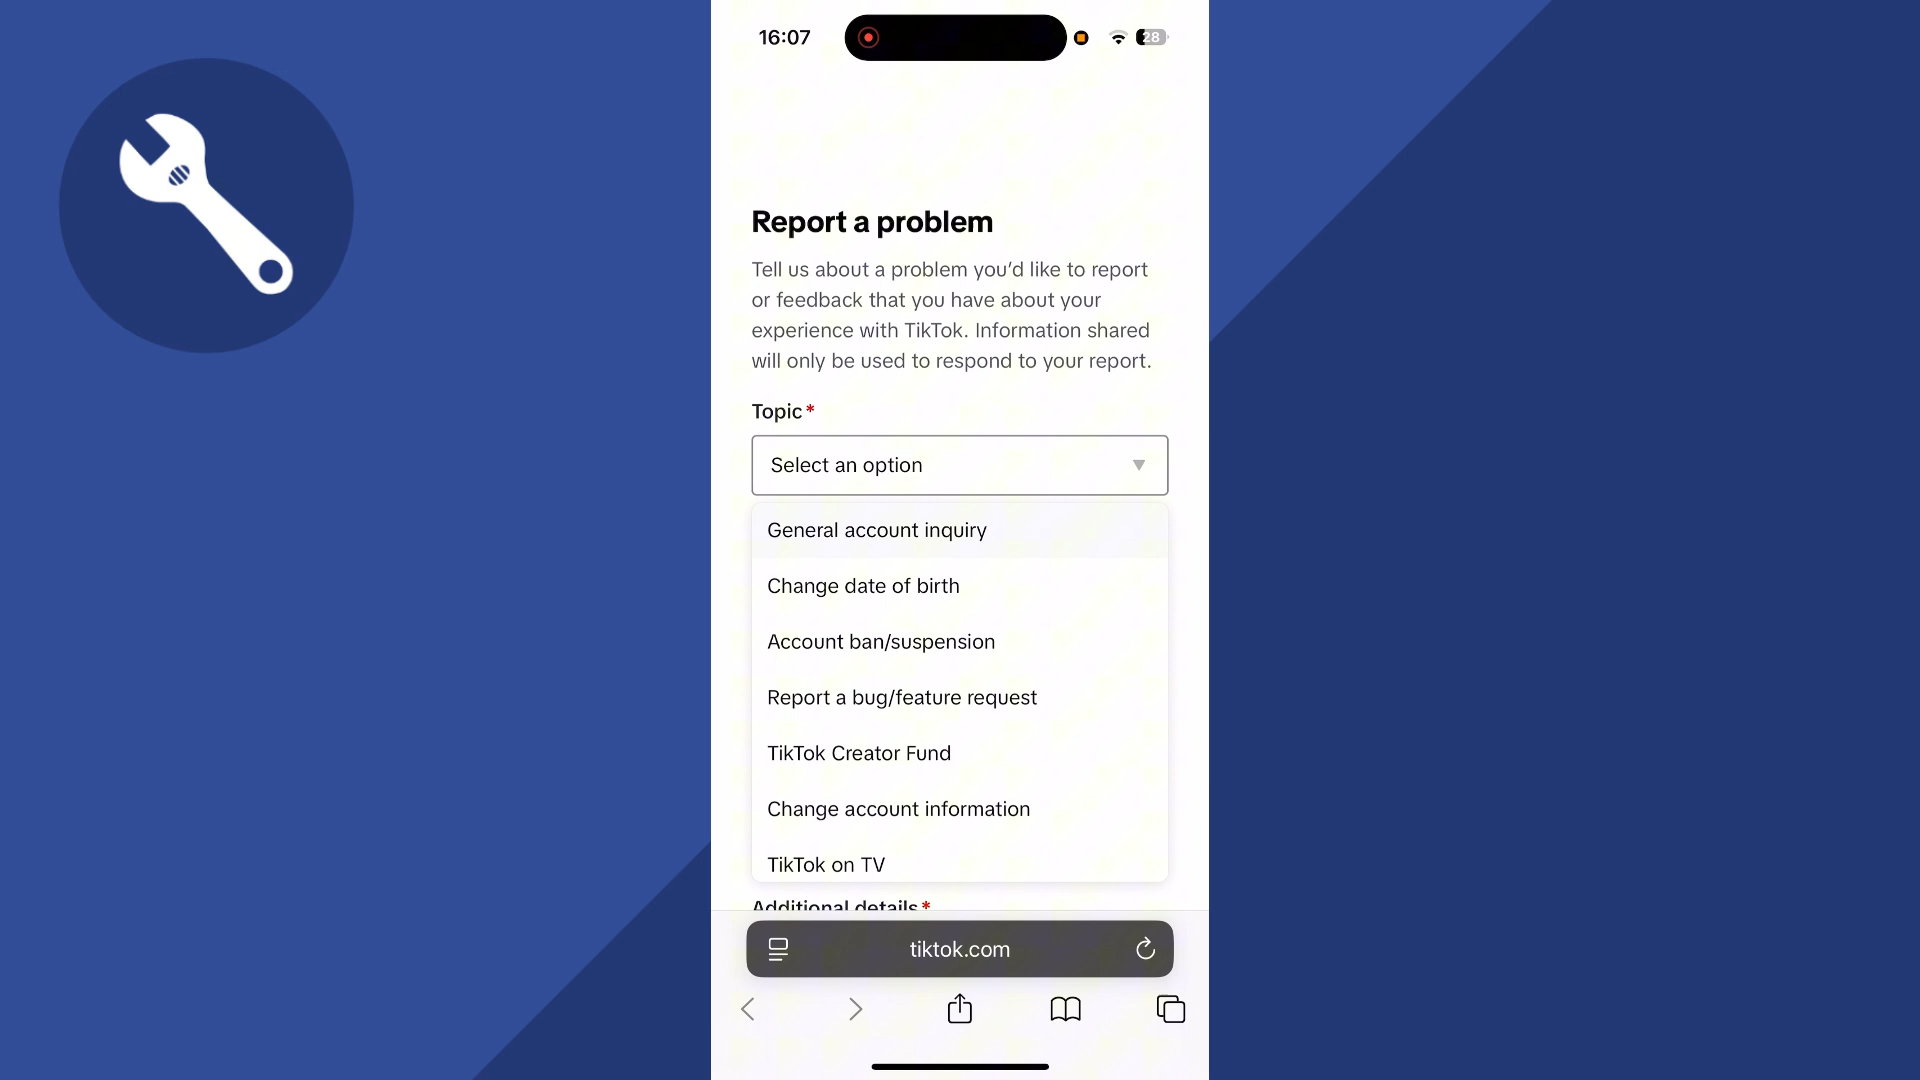 16:07
28
Report a problem
Tell us about a problem you’d like to report
or feedback that you have about your
experience with TikTok. Information shared
will only be used to respond to your report.
Topic*
Select an option
General account inquiry
Change date of birth
Account ban/suspension
Report a bug/feature request
TikTok Creator Fund
Change account information
TikTok on TV
Additional details*
tiktok.com